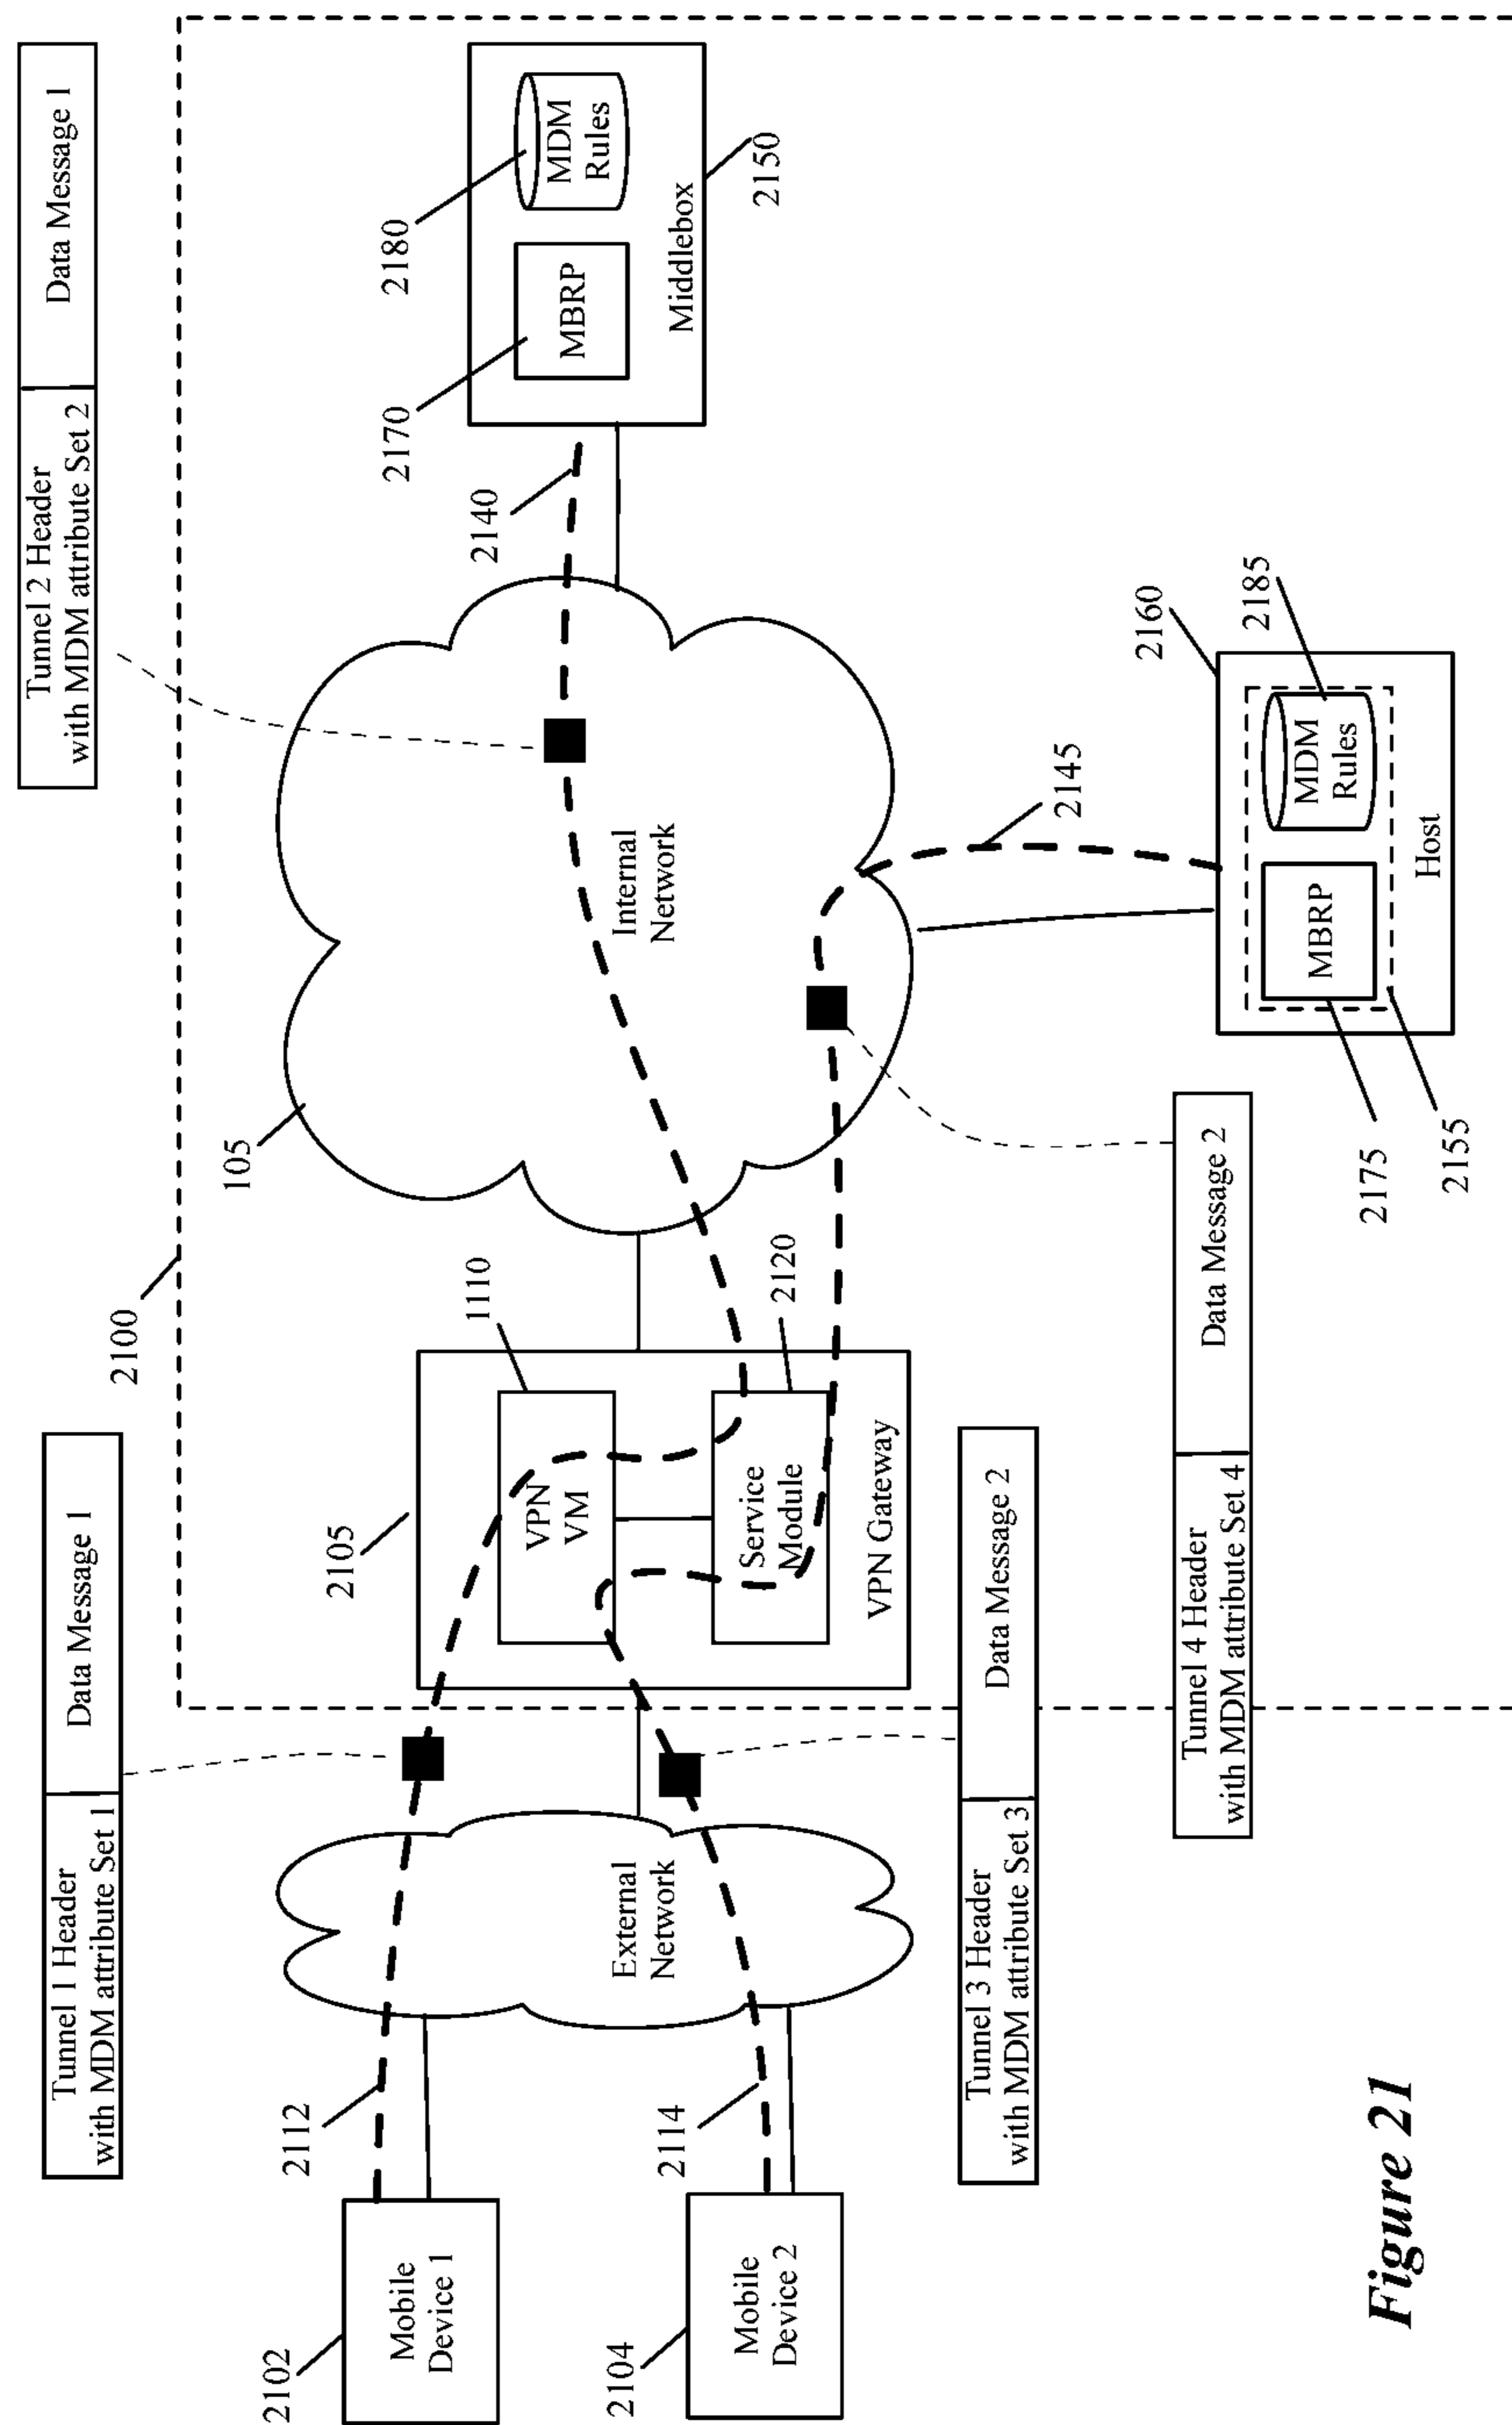 Tunnel 1 Header
with MDM attribute Set 1
Data Message 1
Tunnel 2 Header
with MDM attribute Set 2
Data Message 1
2100
2102
Mobile
Device 1
2112
2104
Mobile
Device 2
2114
External
Network
2105
1110
VPN
VM
2120
Service
Module
VPN Gateway
105
Internal
Network
2140
2170
MBRP
2180
MDM
Rules
Middlebox
2150
2145
2160
2185
MBRP
MDM
Rules
Host
2175
2155
Tunnel 3 Header
with MDM attribute Set 3
Data Message 2
Tunnel 4 Header
with MDM attribute Set 4
Data Message 2
Figure 21